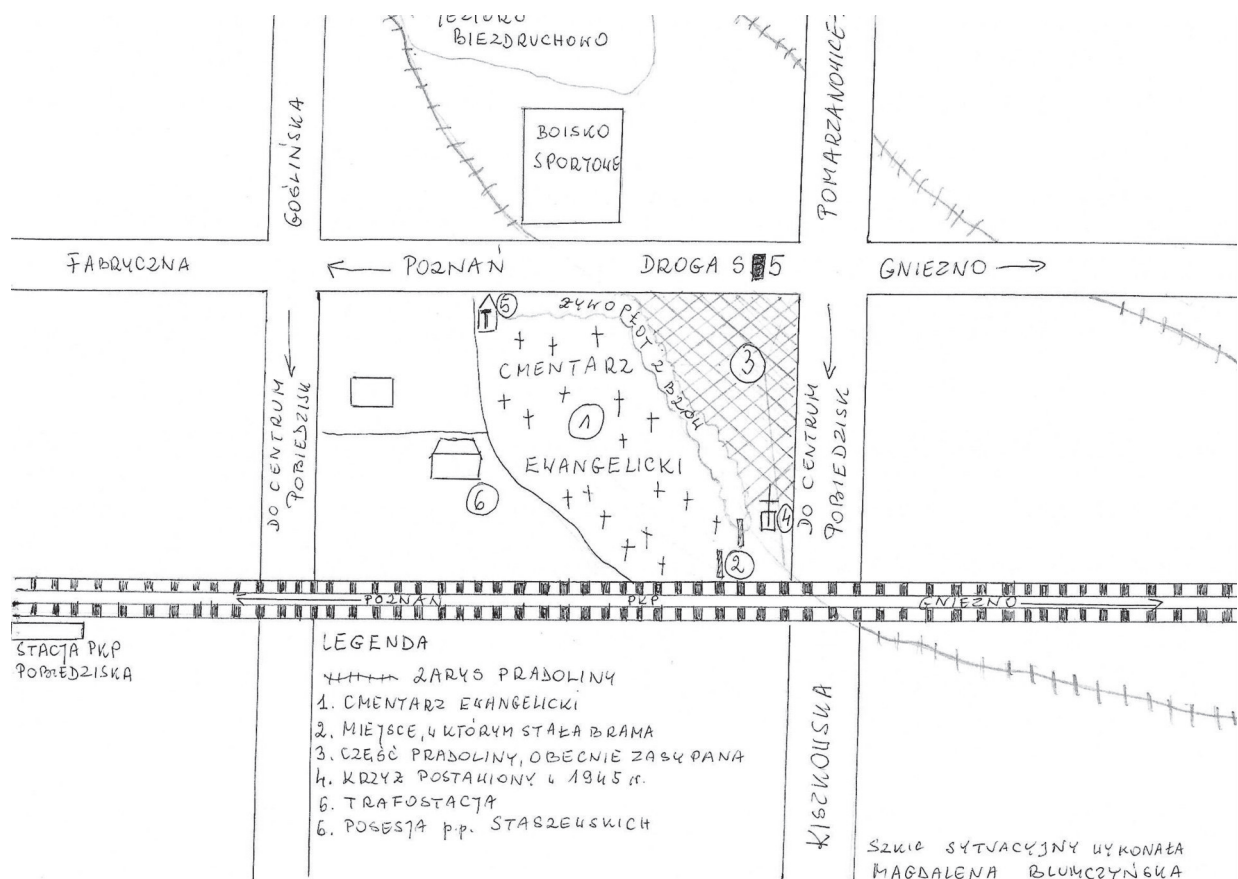 JEZIORO
BIEZDRUCHOWO
BOISKO
SPORTOWE
GOŚLIŃSKA
POMARZANOWICE
FABRYCZNA
← POZNAŃ
DROGA S 5
GNIEZNO →
DO CENTRUM
POBIEDZISK
5
T
ŻYWOPŁOT Z BZU
3
CMENTARZ
1
EWANGELICKI
6
4
2
DO CENTRUM
POBIEDZISK
POZNAŃ
PKP
GNIEZNO
STACJA PKP
POBIEDZISKA
LEGENDA
ZARYS PRADOLINY
1. CMENTARZ EWANGELICKI
2. MIEJSCE, W KTÓRYM STAŁA BRAMA
3. CZĘŚĆ PRADOLINY, OBECNIE ZASYPANA
4. KRZYŻ POSTAWIONY W 1945 r.
6. TRAFOSTACJA
6. POSESJA p.p. STASZEWSKICH
KISZKOWSKA
SZKIC SYTUACYJNY WYKONAŁA
MAGDALENA BLUMCZYŃSKA